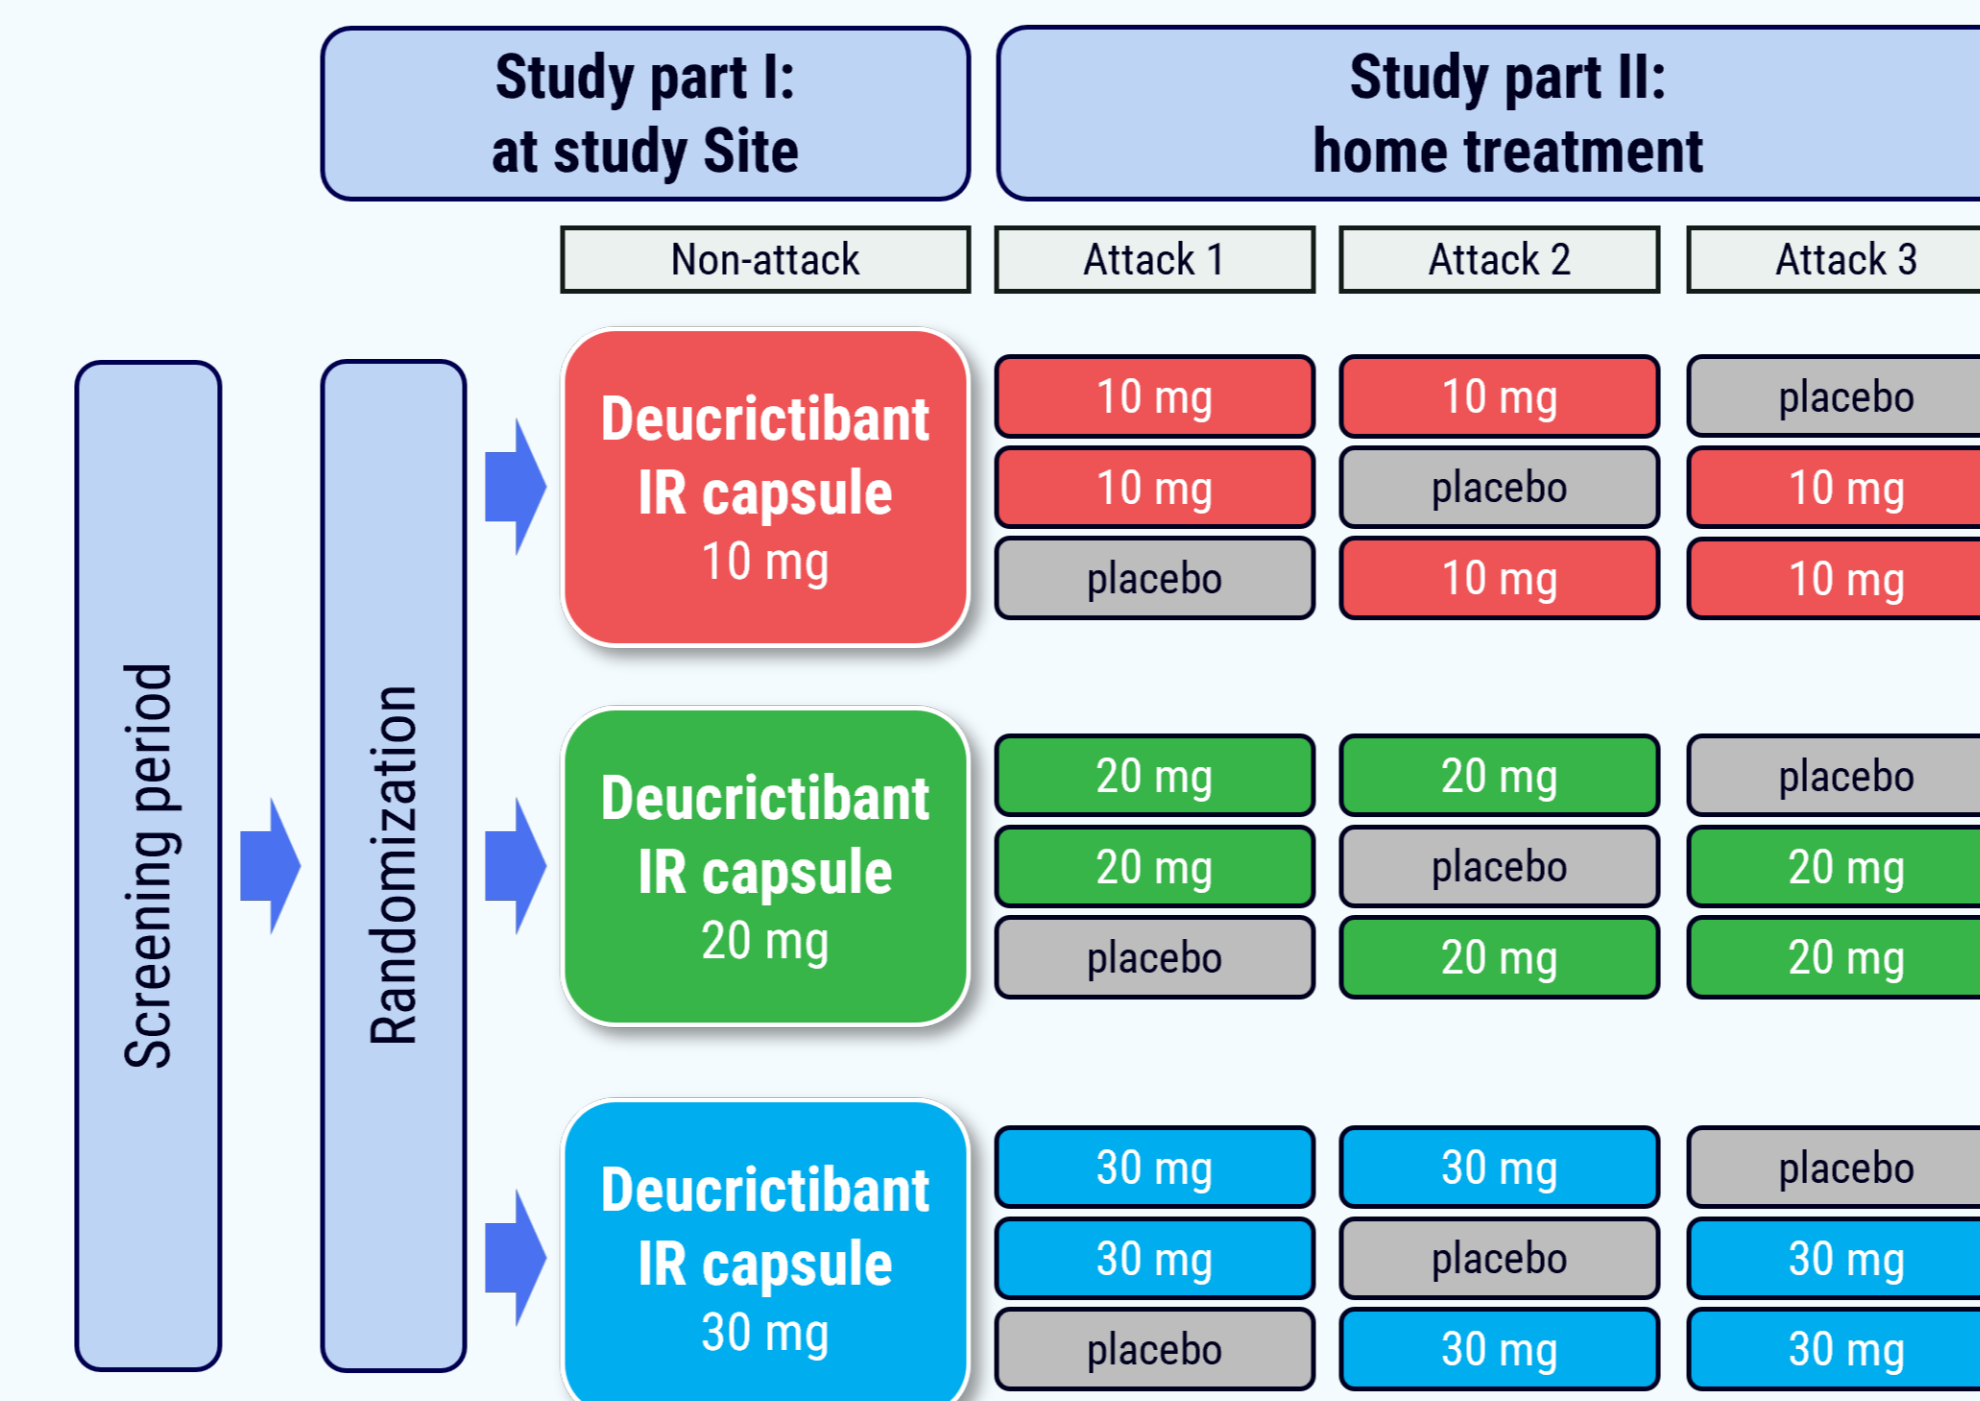 Study part I:
at study Site
Study part II:
home treatment
Non-attack
Attack 1
Attack 2
Attack 3
Screening period
Randomization
Deucrictibant
IR capsule
10 mg
10 mg
10 mg
placebo
10 mg
placebo
10 mg
placebo
10 mg
10 mg
Deucrictibant
IR capsule
20 mg
20 mg
20 mg
placebo
20 mg
placebo
20 mg
placebo
20 mg
20 mg
Deucrictibant
IR capsule
30 mg
30 mg
30 mg
placebo
30 mg
placebo
30 mg
placebo
30 mg
30 mg